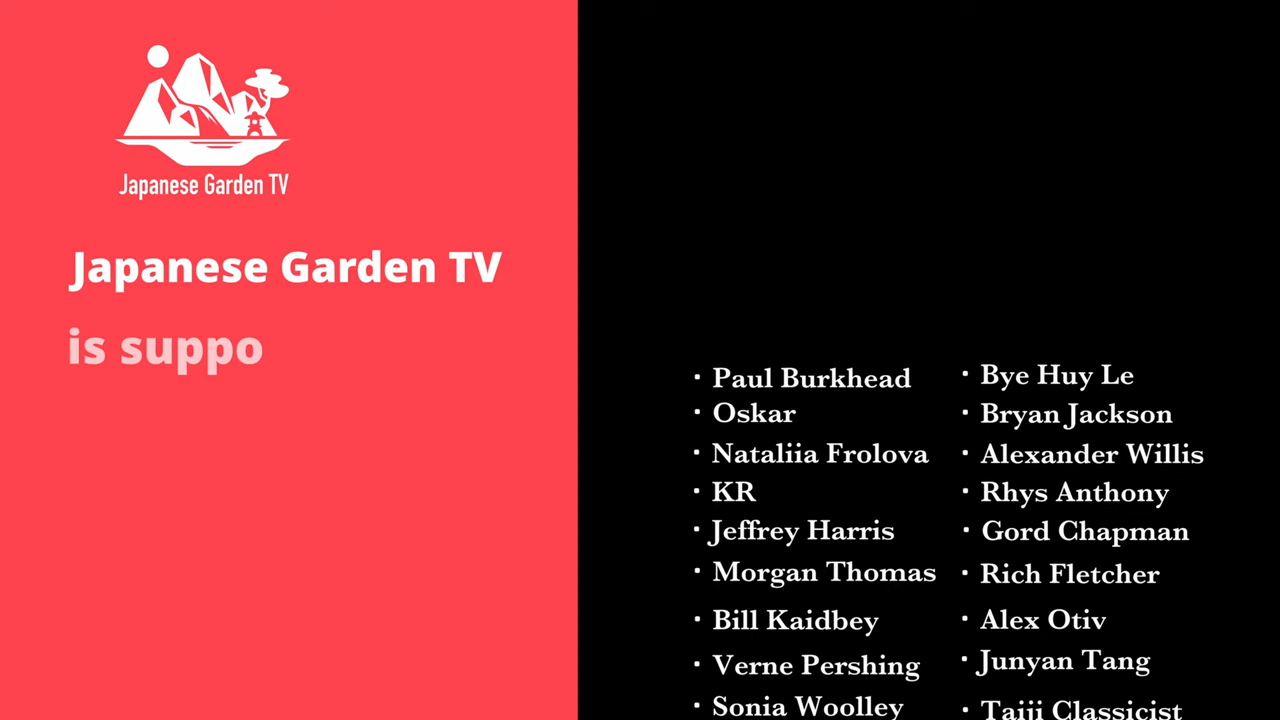 Japanese Garden TV
Japanese Garden TV
is suppo
· Paul Burkhead
· Oskar
· Nataliia Frolova
· KR
· Jeffrey Harris
· Morgan Thomas
· Bill Kaidbey
· Verne Pershing
· Sonia Woolley
· Bye Huy Le
· Bryan Jackson
· Alexander Willis
· Rhys Anthony
· Gord Chapman
· Rich Fletcher
· Alex Otiv
· Junyan Tang
· Taiji Classicist